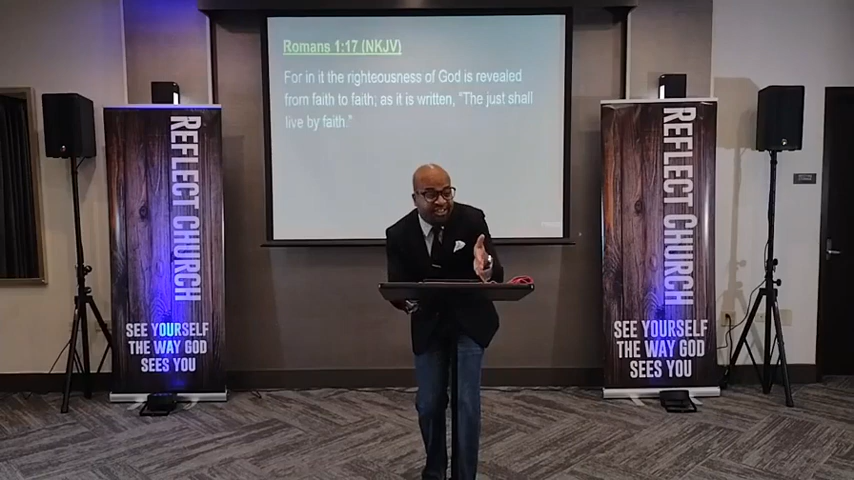 Romans 1:17 (NKJV)
For in it the righteousness of God is revealed
from faith to faith; as it is written, "The just shall
live by faith."
REFLECT CHURCH
SEE YOURSELF
THE WAY GOD
SEES YOU
REFLECT CHURCH
SEE YOURSELF
THE WAY GOD
SEES YOU